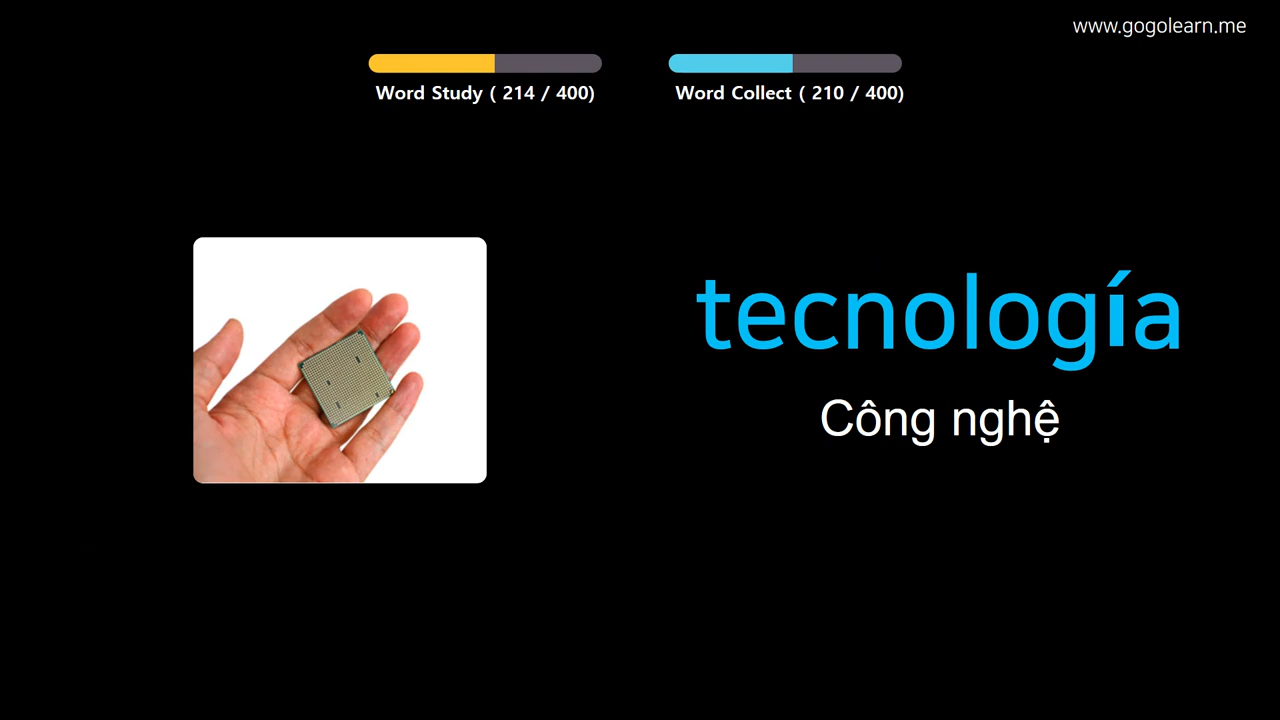 www.gogolearn.me
Word Study ( 214 / 400)
Word Collect ( 210 / 400)
tecnología
Công nghệ